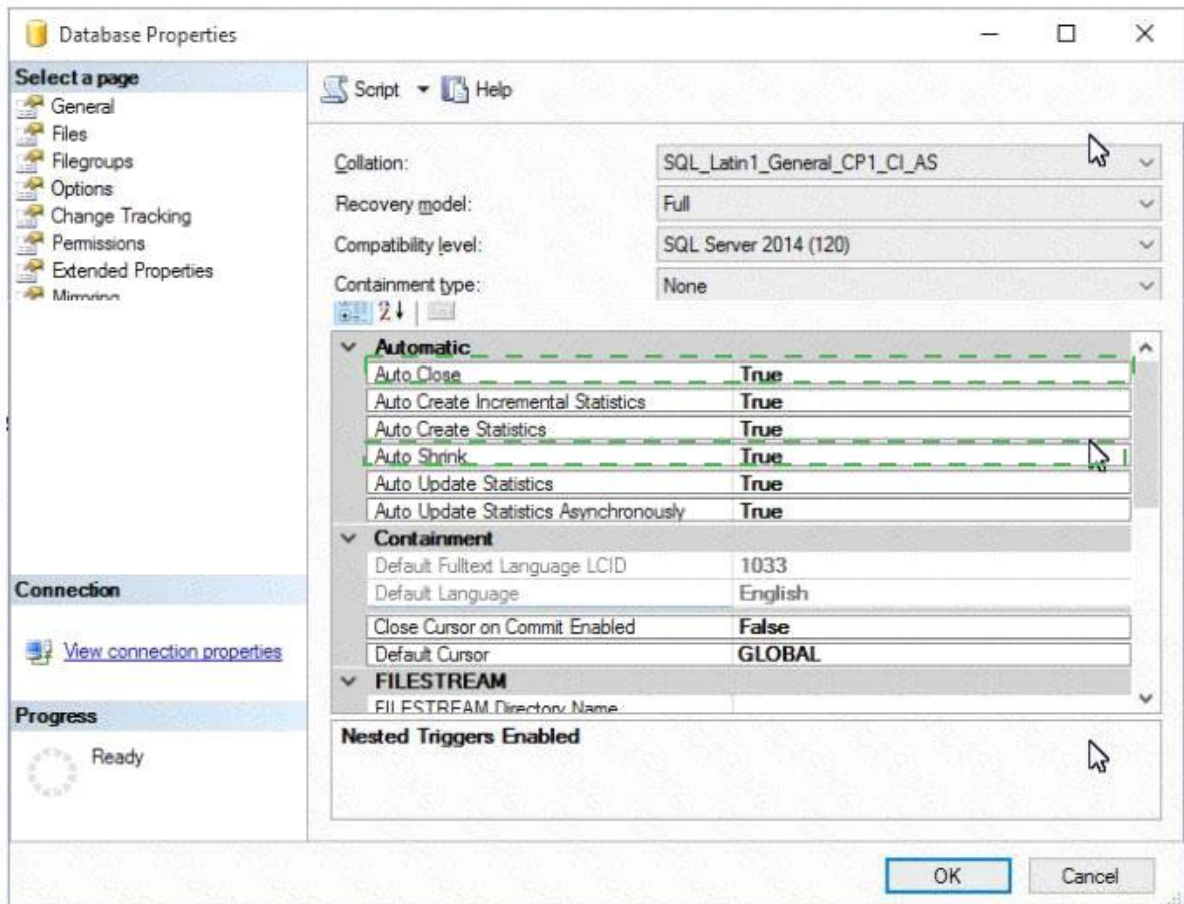 Database Properties
Select a page
General
Files
Filegroups
Options
Change Tracking
Permissions
Extended Properties
Mirroring
Connection
View connection properties
Progress
Ready
Script Help
Collation: SQL_Latin1_General_CP1_CI_AS
Recovery model: Full
Compatibility level: SQL Server 2014 (120)
Containment type: None
Automatic
Auto Close True
Auto Create Incremental Statistics True
Auto Create Statistics True
Auto Shrink True
Auto Update Statistics True
Auto Update Statistics Asynchronously True
Containment
Default Fulltext Language LCID 1033
Default Language English
Close Cursor on Commit Enabled False
Default Cursor GLOBAL
FILESTREAM
FILESTREAM Directory Name
Nested Triggers Enabled
OK Cancel